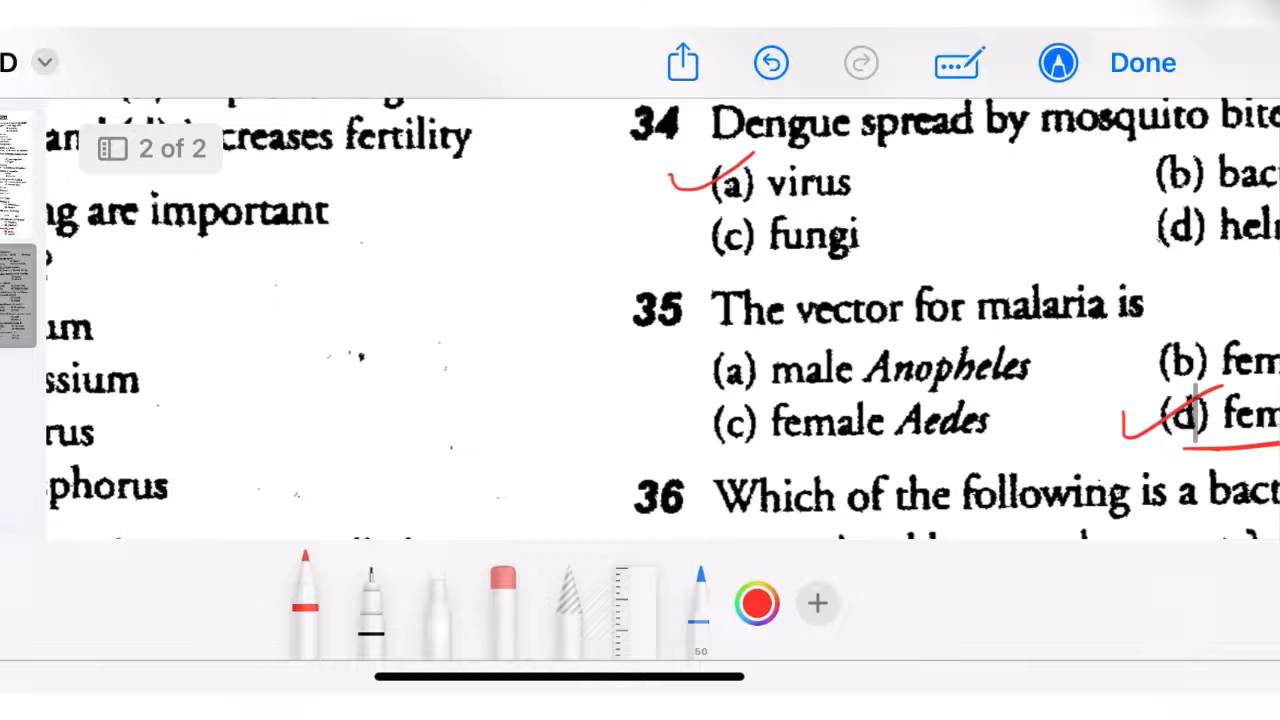 D
Done
2 of 2
creases fertility
ng are important
um
ssium
rus
phorus
34 Dengue spread by mosquito bite
(a) virus (b) bac
(c) fungi (d) hel
35 The vector for malaria is
(a) male Anopheles (b) fem
(c) female Aedes (d) fem
36 Which of the following is a bact
50